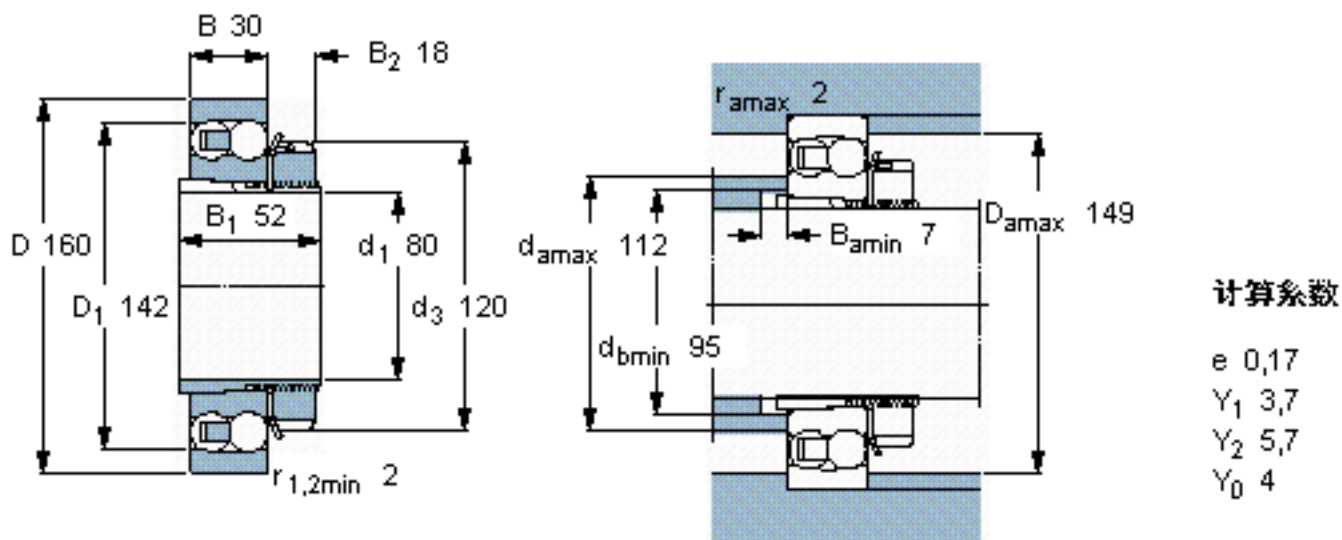 B 30
B₂ 18
D 160
D₁ 142
B₁ 52
d₁ 80
d₃ 120
r₁,₂min 2
rₐₘₐₓ 2
dₐₘₐₓ 112
Bₐₘᵢₙ 7
Dₐₘₐₓ 149
d_bmin 95
计算系数
e 0,17
Y₁ 3,7
Y₂ 5,7
Y₀ 4